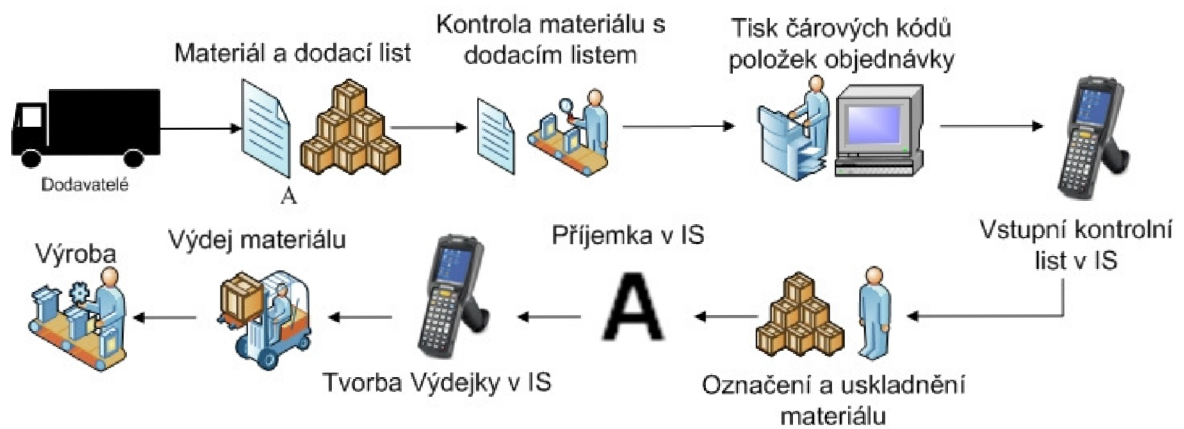 Materiál a dodací list
Kontrola materiálu s
dodacím listem
Tisk čárových kódů
položek objednávky
Dodavatelé
A
Vstupní kontrolní
list v IS
Výroba
Výdej materiálu
Příjemka v IS
A
Tvorba Výdejky v IS
Označení a uskladnění
materiálu